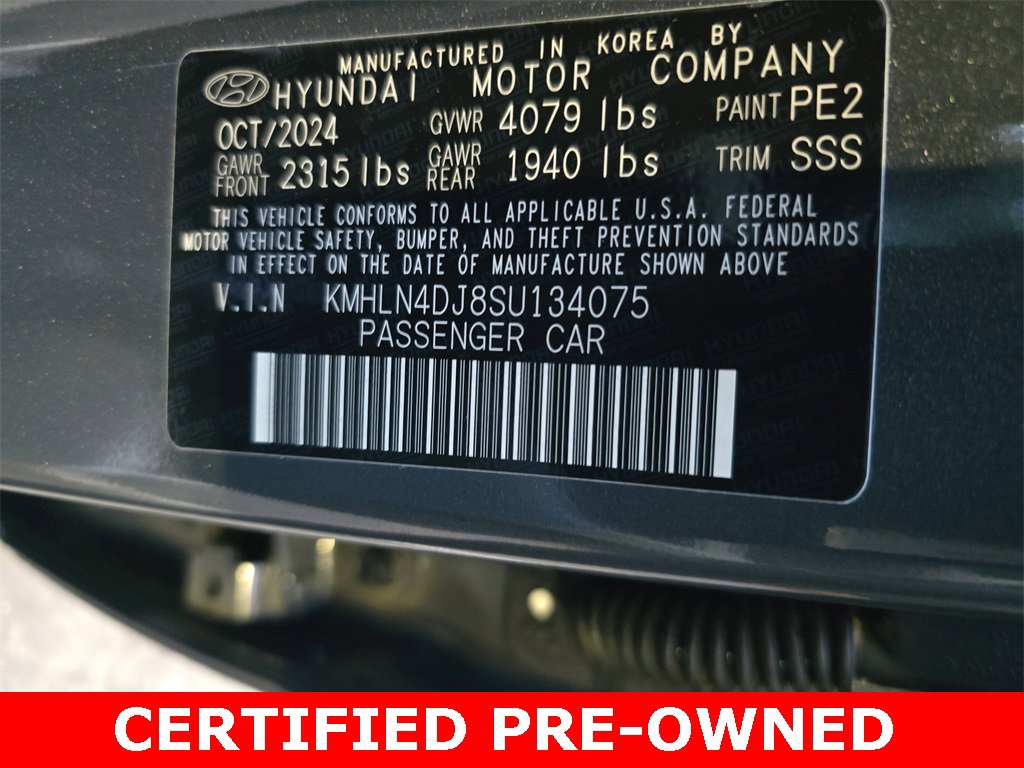 MANUFACTURED IN KOREA BY
HYUNDAI MOTOR COMPANY
OCT/2024 GVWR 4079 lbs PAINT PE2
GAWR FRONT 2315 lbs GAWR REAR 1940 lbs TRIM SSS
THIS VEHICLE CONFORMS TO ALL APPLICABLE U.S.A. FEDERAL
MOTOR VEHICLE SAFETY, BUMPER, AND THEFT PREVENTION STANDARDS
IN EFFECT ON THE DATE OF MANUFACTURE SHOWN ABOVE
V.I.N KMHLN4DJ8SU134075
PASSENGER CAR
CERTIFIED PRE-OWNED